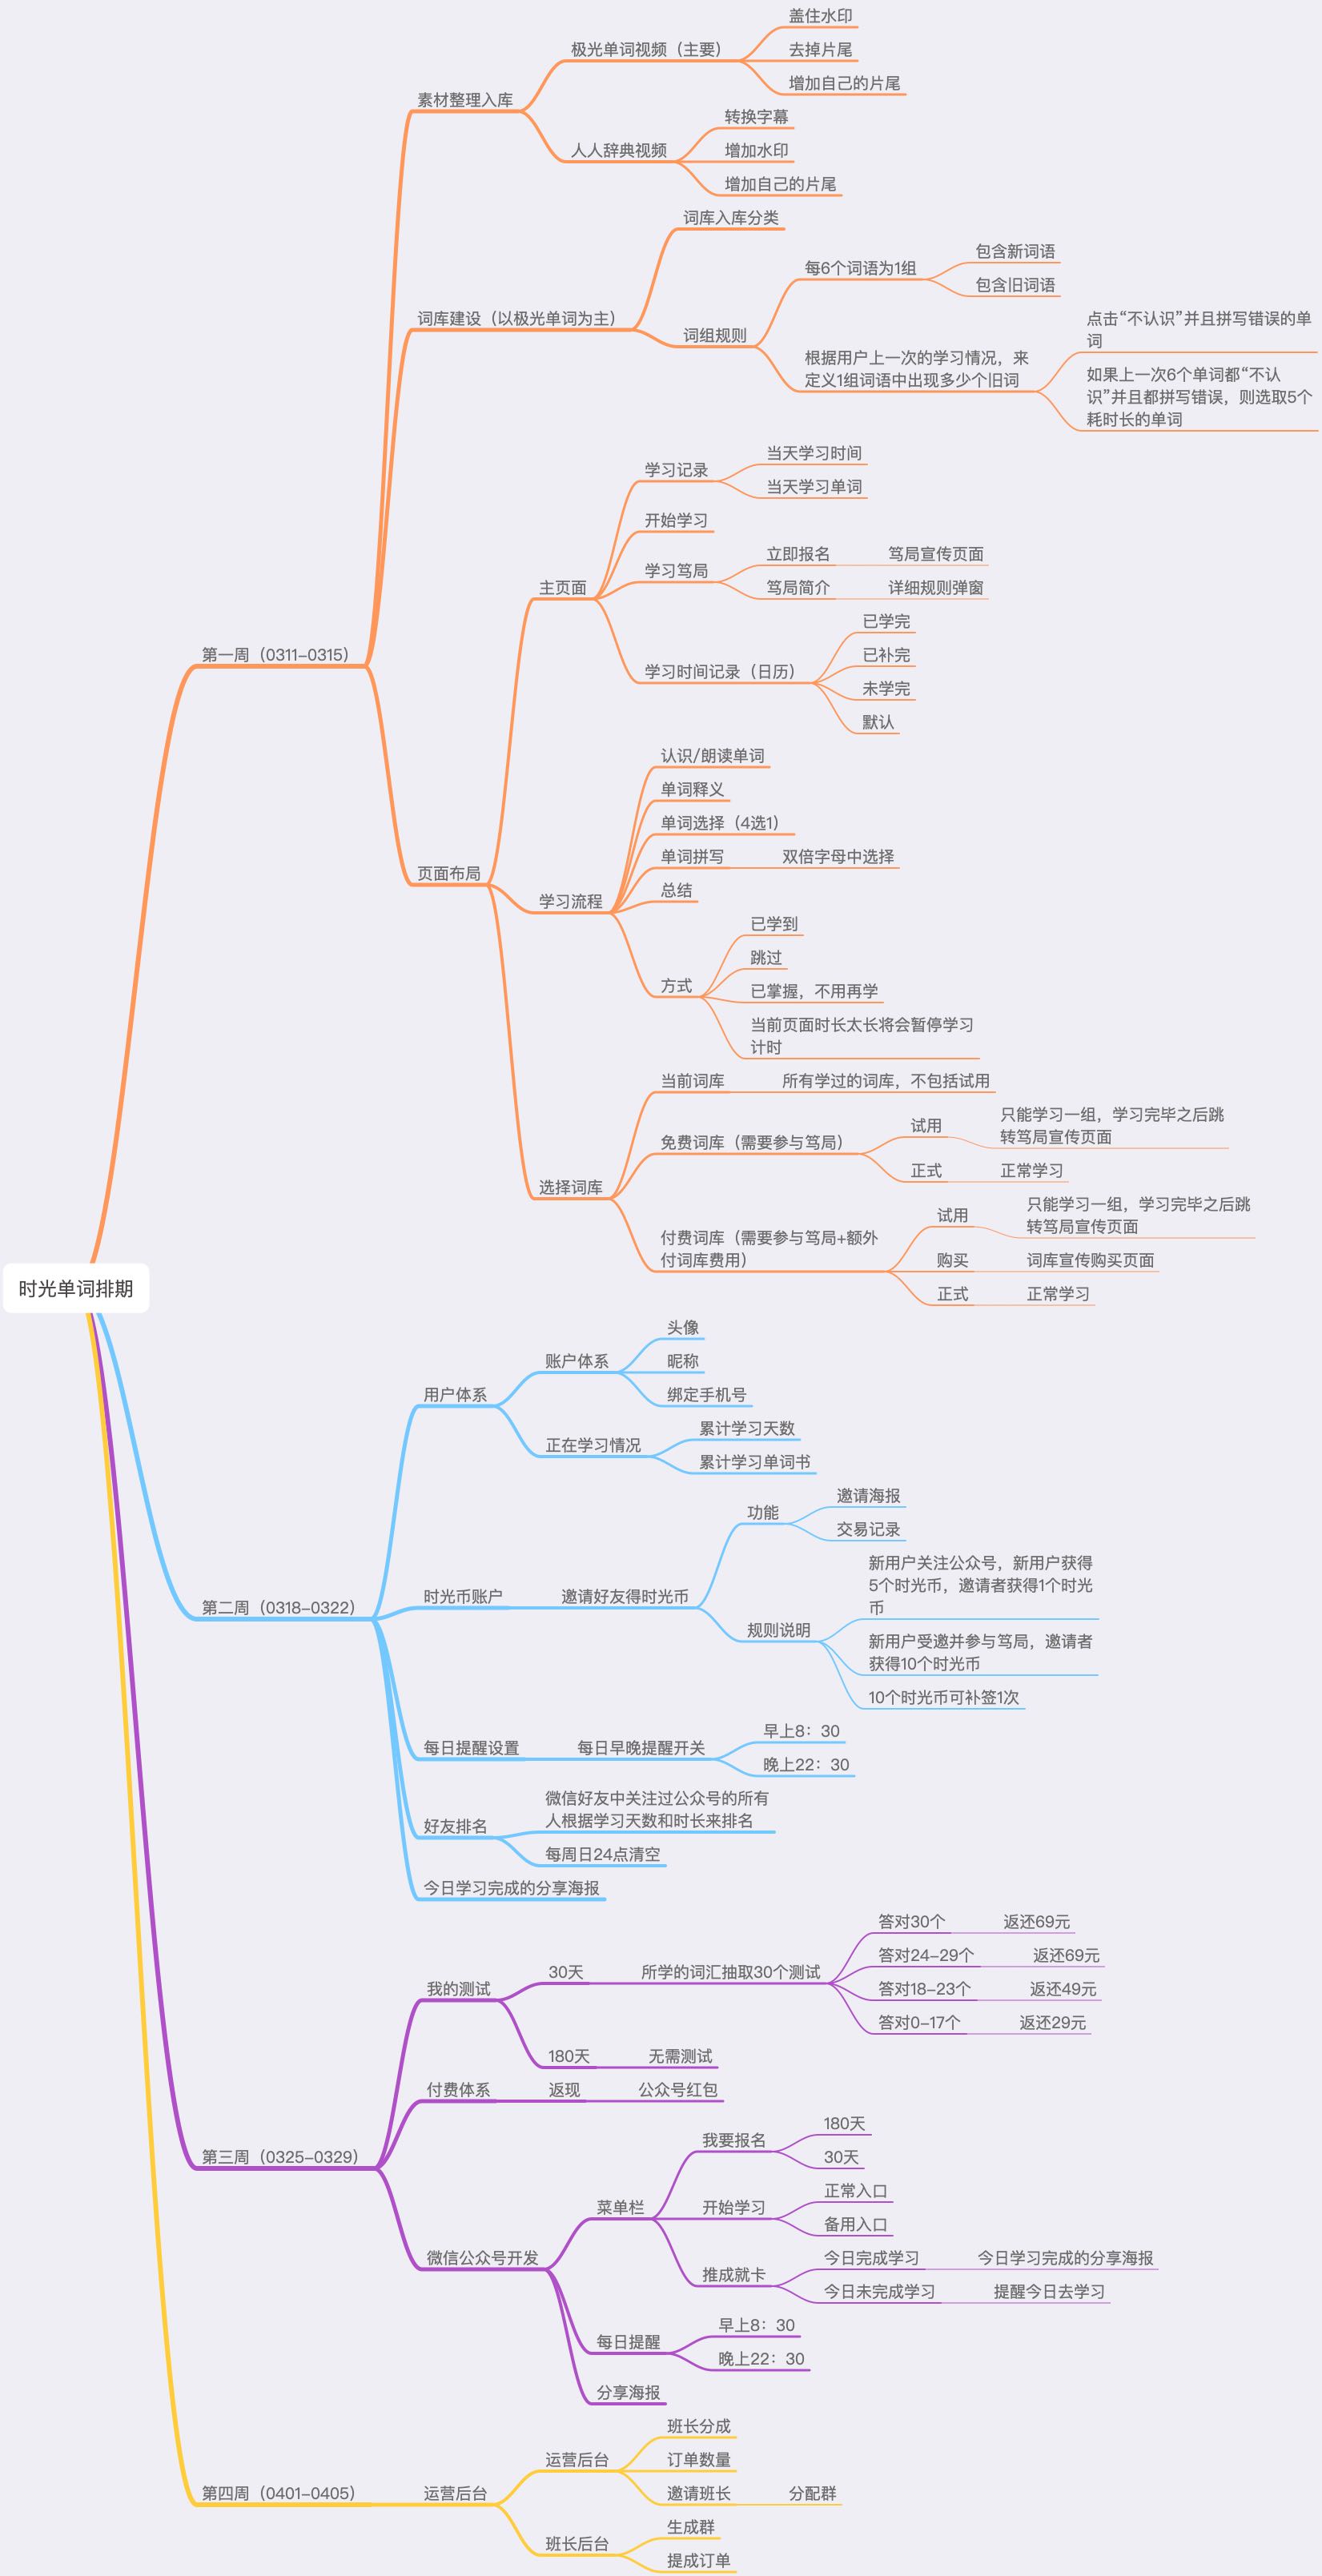 时光单词排期
第一周（0311-0315）
素材整理入库
极光单词视频（主要）
盖住水印
去掉片尾
增加自己的片尾
人人辞典视频
转换字幕
增加水印
增加自己的片尾
词库建设（以极光单词为主）
词库入库分类
词组规则
每6个词语为1组
包含新词语
包含旧词语
根据用户上一次的学习情况，来
定义1组词语中出现多少个旧词
点击“不认识”并且拼写错误的单
词
如果上一次6个单词都“不认
识”并且都拼写错误，则选取5个
耗时长的单词
页面布局
主页面
学习记录
当天学习时间
当天学习单词
开始学习
学习笃局
立即报名
笃局宣传页面
笃局简介
详细规则弹窗
学习时间记录（日历）
已学完
已补完
未学完
默认
学习流程
认识/朗读单词
单词释义
单词选择（4选1）
单词拼写
双倍字母中选择
总结
方式
已学到
跳过
已掌握，不用再学
当前页面时长太长将会暂停学习
计时
选择词库
当前词库
所有学过的词库，不包括试用
免费词库（需要参与笃局）
试用
只能学习一组，学习完毕之后跳
转笃局宣传页面
正式
正常学习
付费词库（需要参与笃局+额外
付词库费用）
试用
只能学习一组，学习完毕之后跳
转笃局宣传页面
购买
词库宣传购买页面
正式
正常学习
第二周（0318-0322）
用户体系
账户体系
头像
昵称
绑定手机号
正在学习情况
累计学习天数
累计学习单词书
时光币账户
邀请好友得时光币
功能
邀请海报
交易记录
规则说明
新用户关注公众号，新用户获得
5个时光币，邀请者获得1个时光
币
新用户受邀并参与笃局，邀请者
获得10个时光币
10个时光币可补签1次
每日提醒设置
每日早晚提醒开关
早上8：30
晚上22：30
好友排名
微信好友中关注过公众号的所有
人根据学习天数和时长来排名
每周日24点清空
今日学习完成的分享海报
第三周（0325-0329）
我的测试
30天
所学的词汇抽取30个测试
答对30个
返还69元
答对24-29个
返还69元
答对18-23个
返还49元
答对0-17个
返还29元
180天
无需测试
付费体系
返现
公众号红包
微信公众号开发
菜单栏
我要报名
180天
30天
开始学习
正常入口
备用入口
推成就卡
今日完成学习
今日学习完成的分享海报
今日未完成学习
提醒今日去学习
每日提醒
早上8：30
晚上22：30
分享海报
第四周（0401-0405）
运营后台
运营后台
班长分成
订单数量
邀请班长
分配群
班长后台
生成群
提成订单